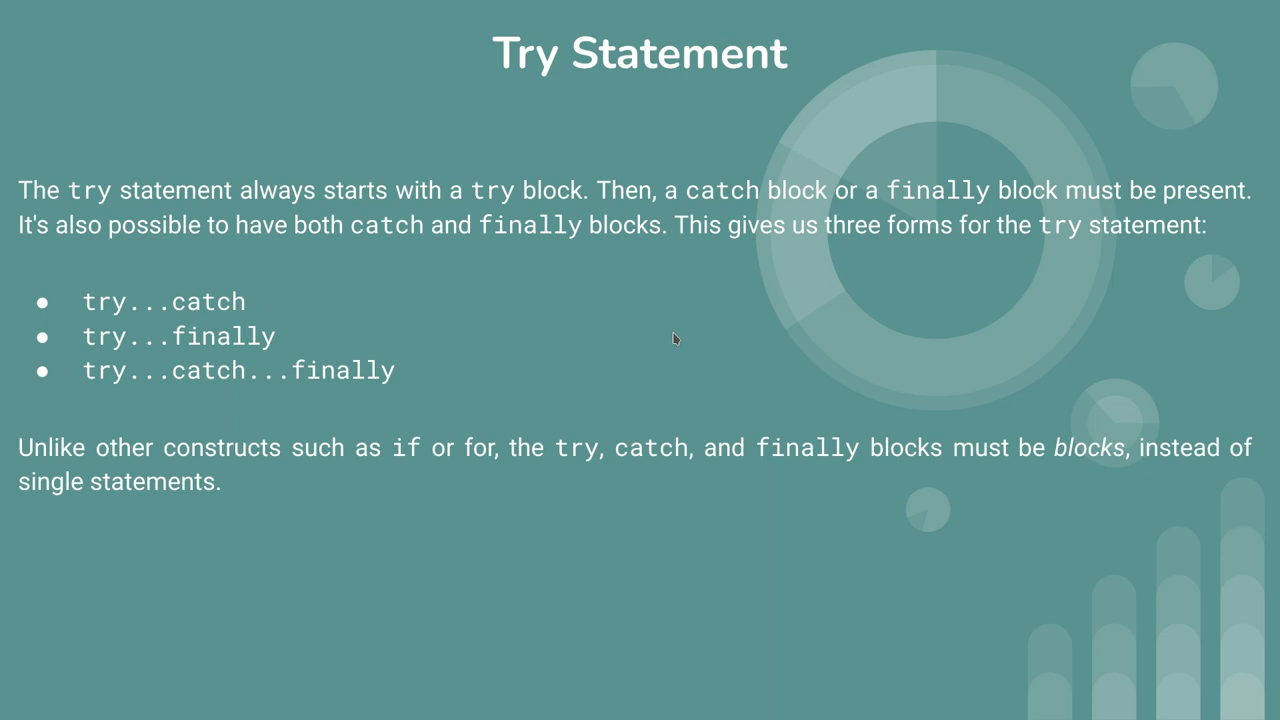 Try Statement
The try statement always starts with a try block. Then, a catch block or a finally block must be present.
It's also possible to have both catch and finally blocks. This gives us three forms for the try statement:
● try...catch
● try...finally
● try...catch...finally
Unlike other constructs such as if or for, the try, catch, and finally blocks must be blocks, instead of
single statements.